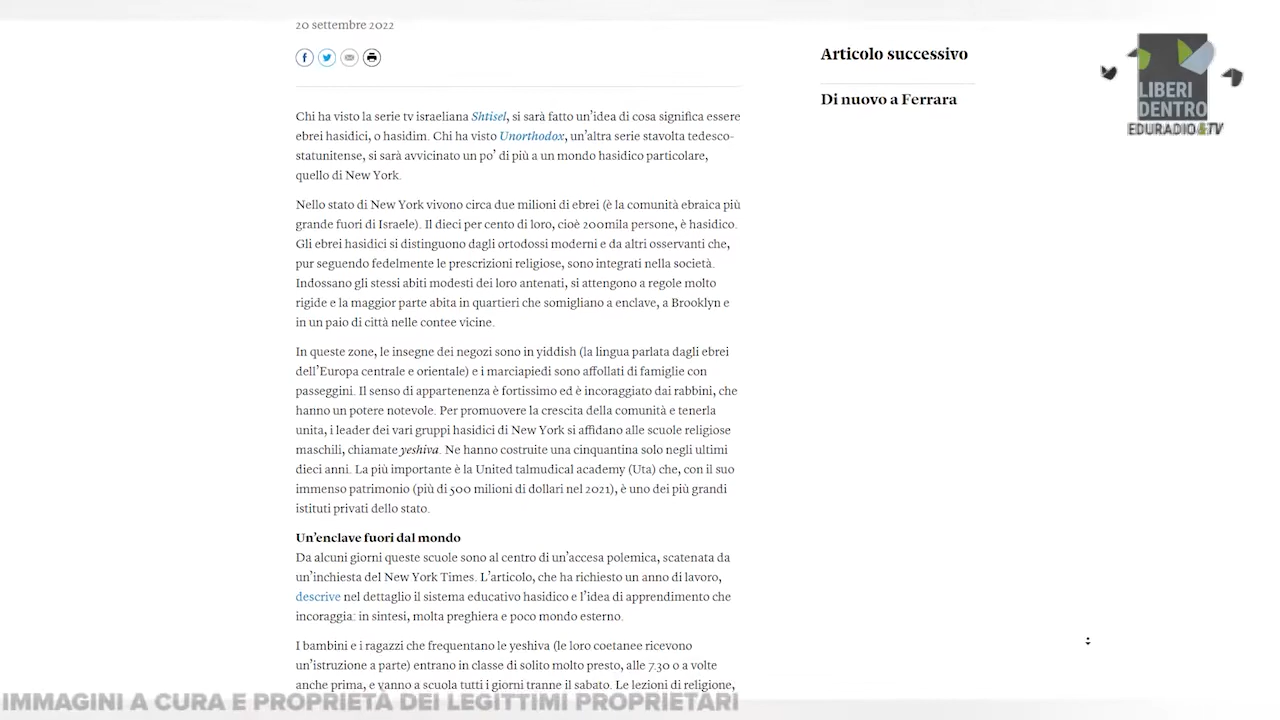 20 settembre 2022
Chi ha visto la serie tv israeliana Shtisel, si sarà fatto un'idea di cosa significa essere
ebrei hasidici, o hasidim. Chi ha visto Unorthodox, un'altra serie stavolta tedesco-
statunitense, si sarà avvicinato un po' di più a un mondo hasidico particolare,
quello di New York.
Nello stato di New York vivono circa due milioni di ebrei (è la comunità ebraica più
grande fuori di Israele). Il dieci per cento di loro, cioè 200mila persone, è hasidico.
Gli ebrei hasidici si distinguono dagli ortodossi moderni e da altri osservanti che,
pur seguendo fedelmente le prescrizioni religiose, sono integrati nella società.
Indossano gli stessi abiti modesti dei loro antenati, si attengono a regole molto
rigide e la maggior parte abita in quartieri che somigliano a enclave, a Brooklyn e
in un paio di città nelle contee vicine.
In queste zone, le insegne dei negozi sono in yiddish (la lingua parlata dagli ebrei
dell'Europa centrale e orientale) e i marciapiedi sono affollati di famiglie con
passeggini. Il senso di appartenenza è fortissimo ed è incoraggiato dai rabbini, che
hanno un potere notevole. Per promuovere la crescita della comunità e tenerla
unita, i leader dei vari gruppi hasidici di New York si affidano alle scuole religiose
maschili, chiamate yeshiva. Ne hanno costruite una cinquantina solo negli ultimi
dieci anni. La più importante è la United talmudical academy (Uta) che, con il suo
immenso patrimonio (più di 500 milioni di dollari nel 2021), è uno dei più grandi
istituti privati dello stato.
Un'enclave fuori dal mondo
Da alcuni giorni queste scuole sono al centro di un'accesa polemica, scatenata da
un'inchiesta del New York Times. L'articolo, che ha richiesto un anno di lavoro,
descrive nel dettaglio il sistema educativo hasidico e l'idea di apprendimento che
incoraggia: in sintesi, molta preghiera e poco mondo esterno.
I bambini e i ragazzi che frequentano le yeshiva (le loro coetanee ricevono
un'istruzione a parte) entrano in classe di solito molto presto, alle 7.30 o a volte
anche prima, e vanno a scuola tutti i giorni tranne il sabato. Le lezioni di religione,
Articolo successivo
Di nuovo a Ferrara
LIBERI
DENTRO
EDURADIO&TV
IMMAGINI A CURA E PROPRIETÀ DEI LEGITTIMI PROPRIETARI